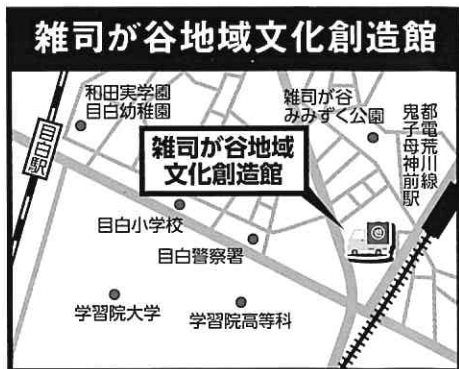 雑司が谷地域文化創造館
和田実学園
目白幼稚園
雑司が谷
みみずく公園
都電荒川線
鬼子母神前駅
目白駅
雑司が谷地域
文化創造館
目白小学校
目白警察署
学習院大学
学習院高等科